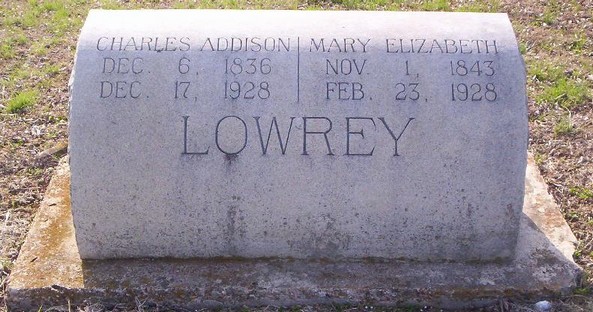 CHARLES ADDISON
DEC. 6, 1836
DEC. 17, 1928
MARY ELIZABETH
NOV. 1, 1843
FEB. 23, 1928
LOWREY